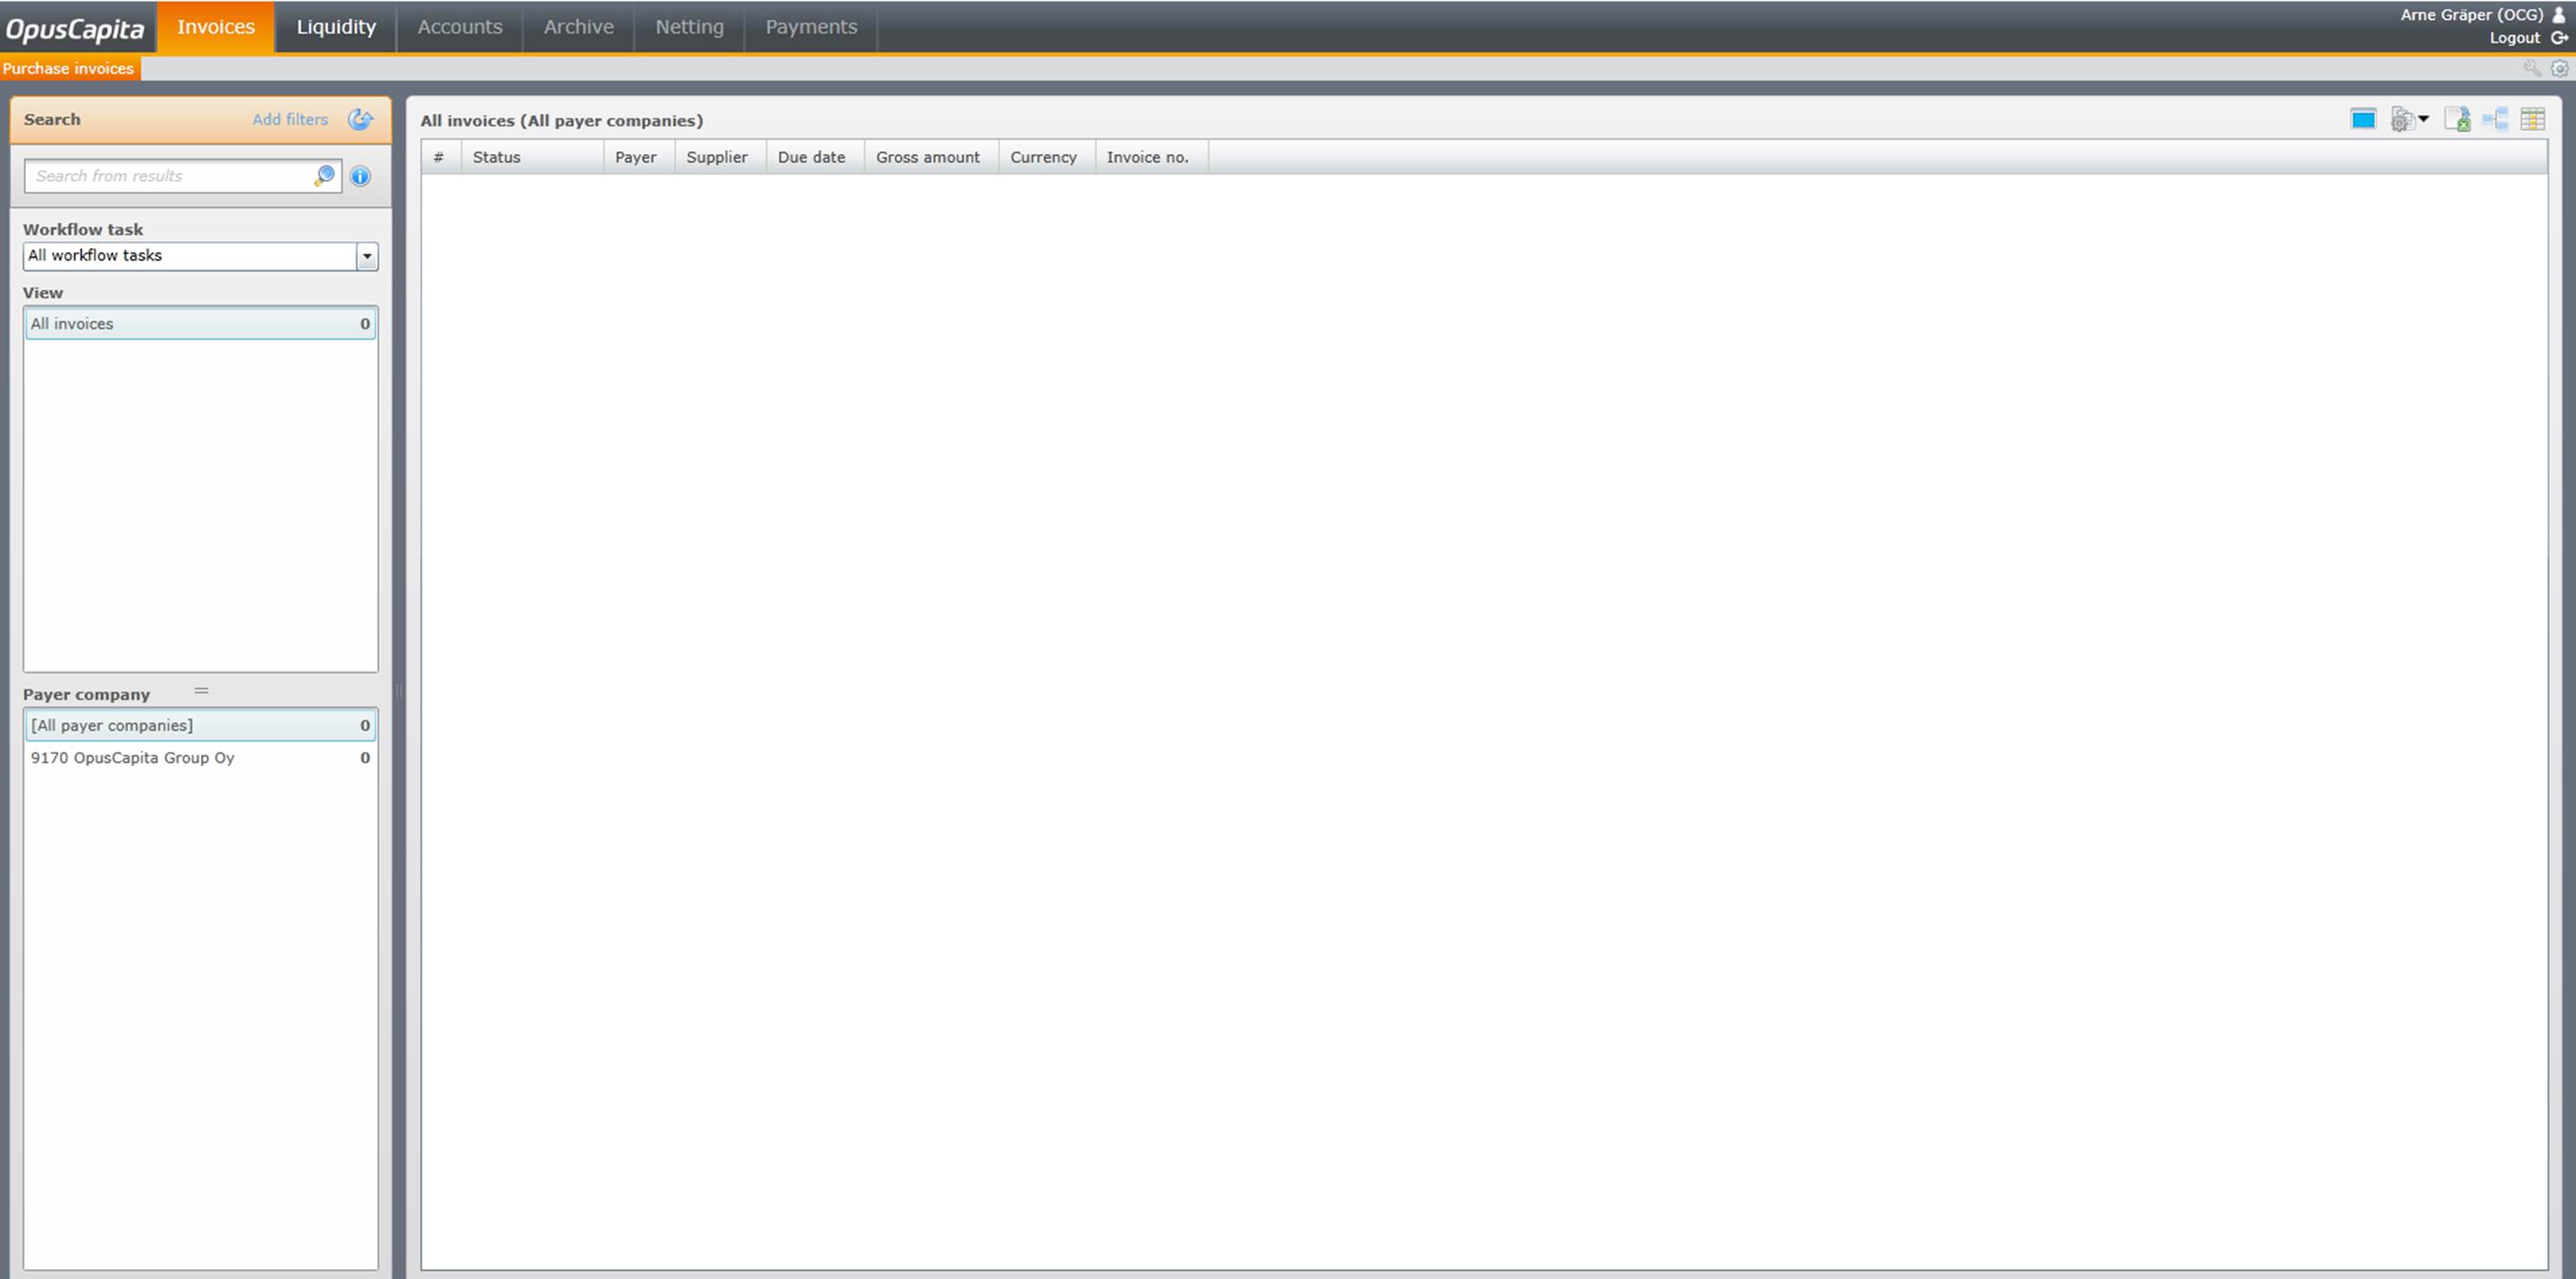 OpusCapita
Invoices
Liquidity
Accounts
Archive
Netting
Payments
Arne Gräper (OCG)
Logout
Purchase invoices
Search
Add filters
Search from results
Workflow task
All workflow tasks
View
All invoices 0
Payer company
[All payer companies] 0
9170 OpusCapita Group Oy 0
All invoices (All payer companies)
# Status Payer Supplier Due date Gross amount Currency Invoice no.